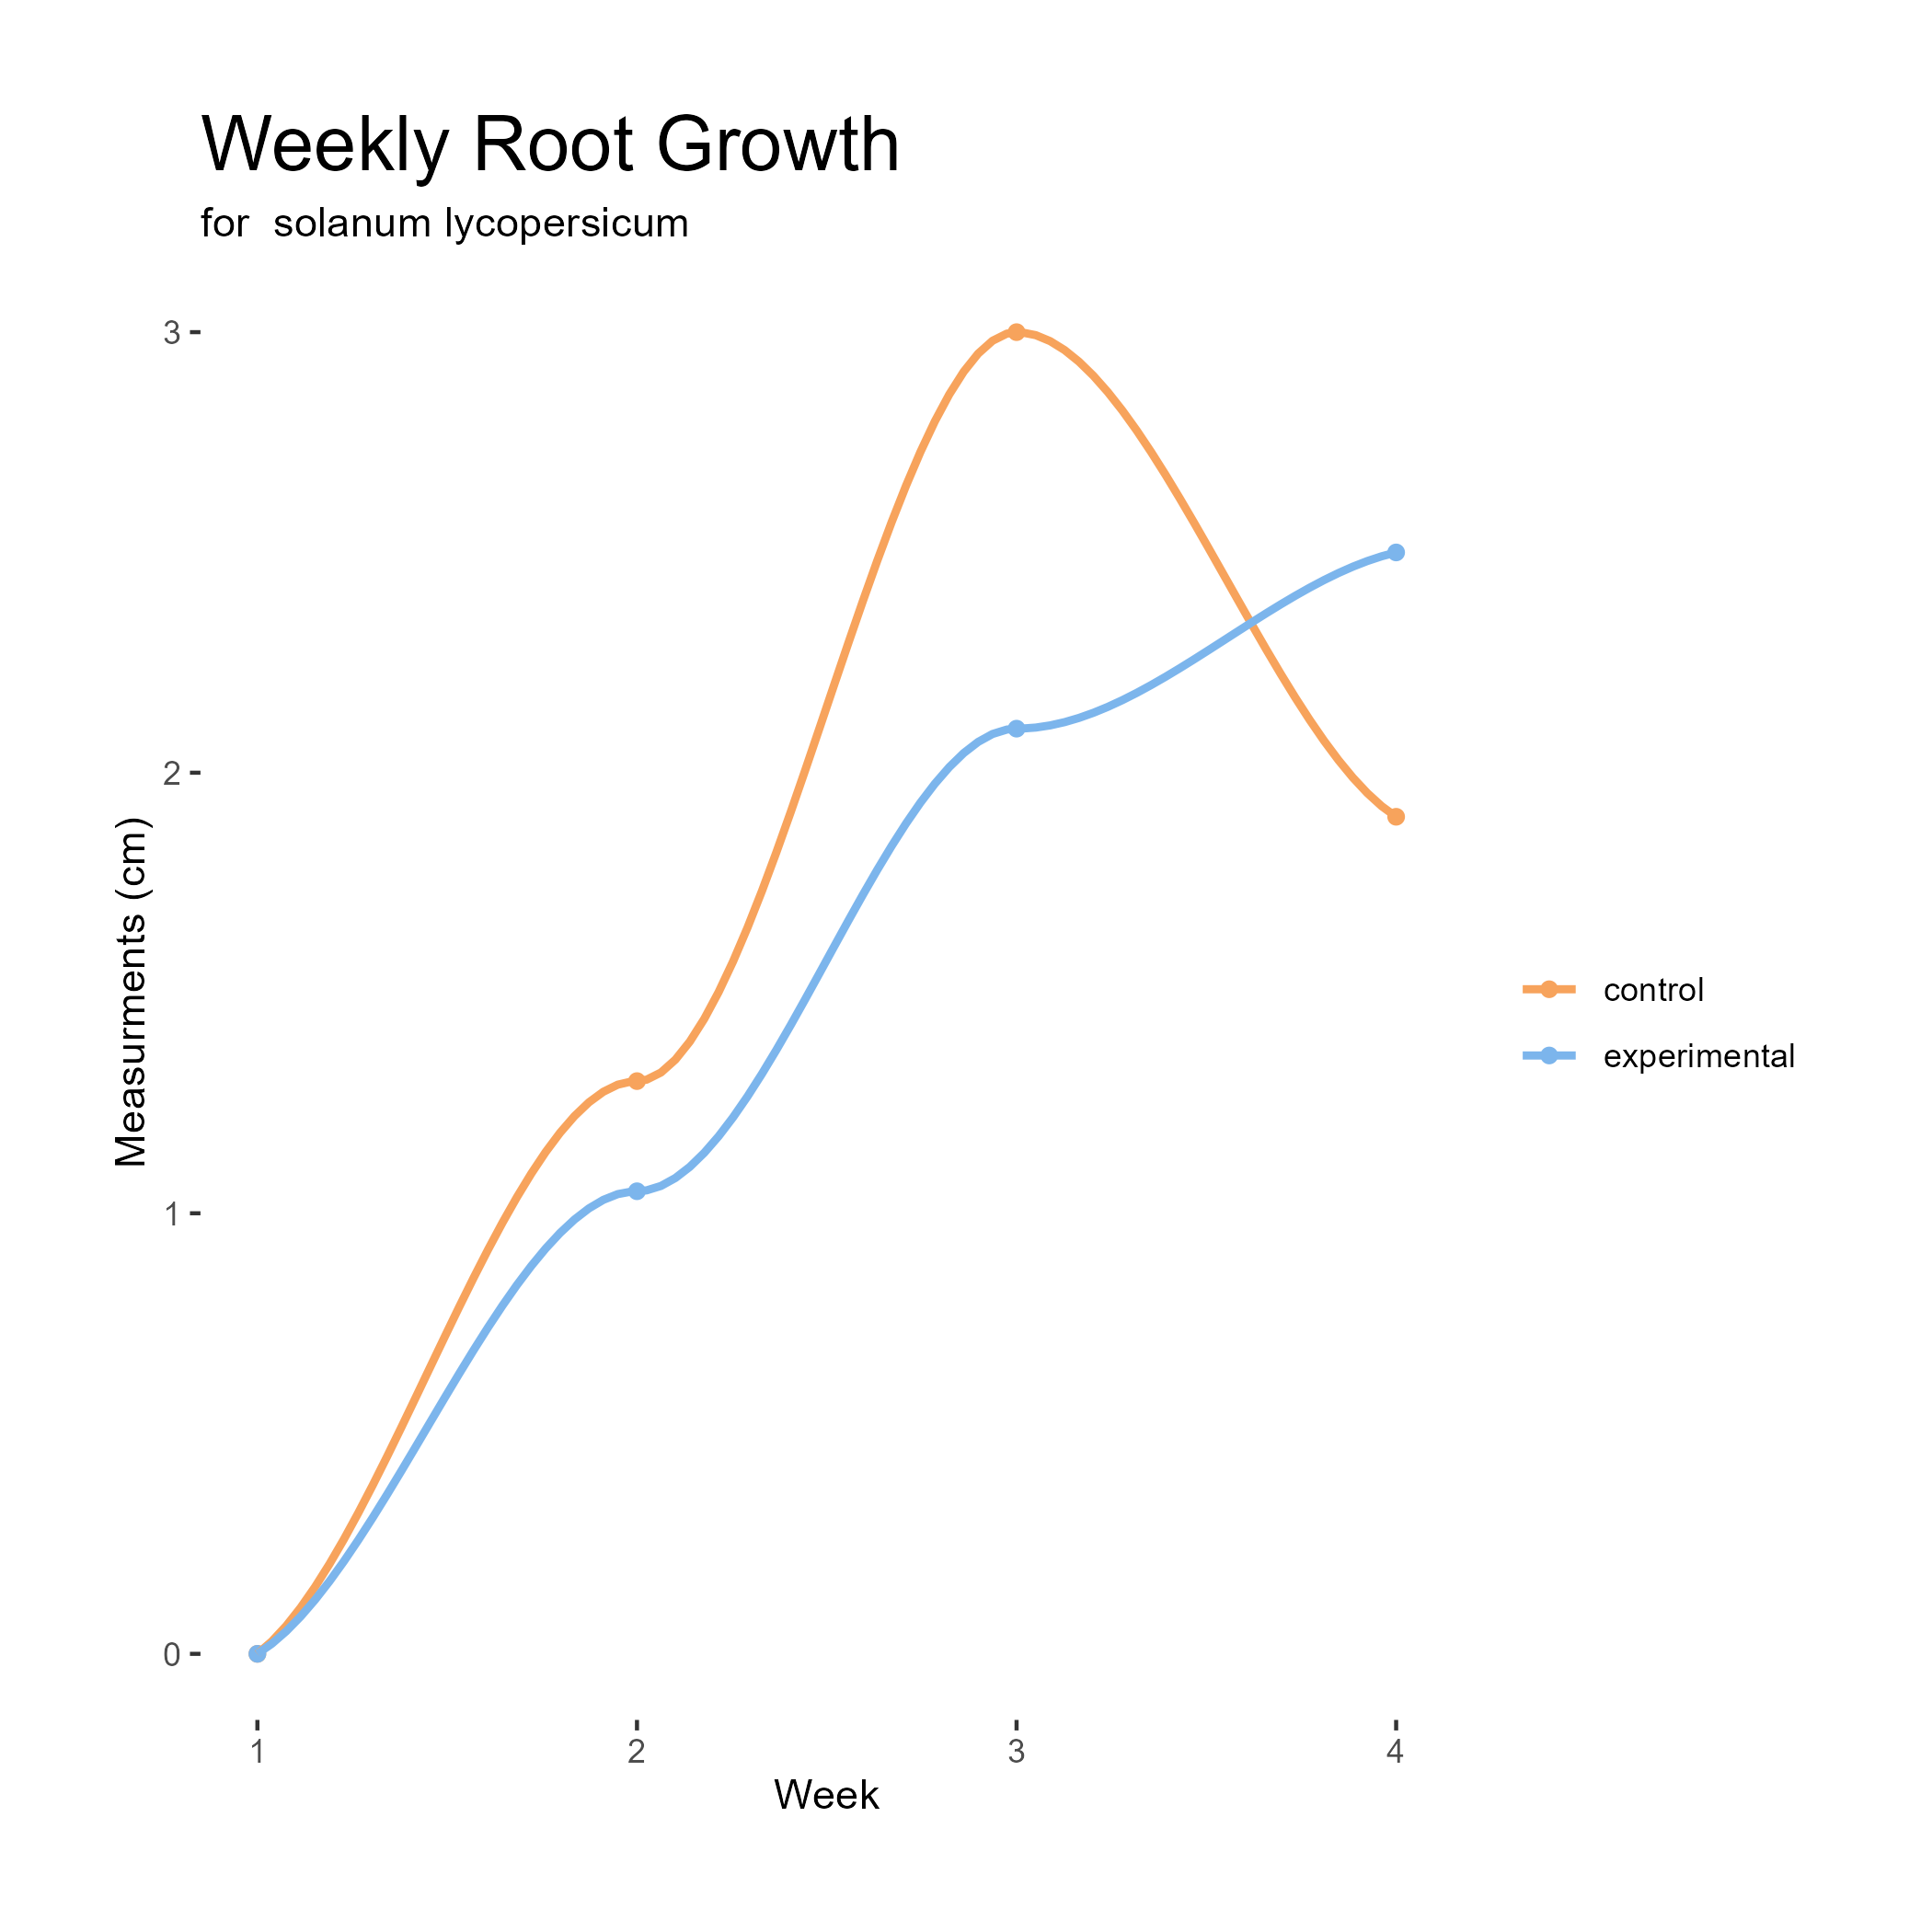 Weekly Root Growth
for  solanum lycopersicum
3
2
1
0
Measurments (cm)
1 2 3 4
Week
control
experimental